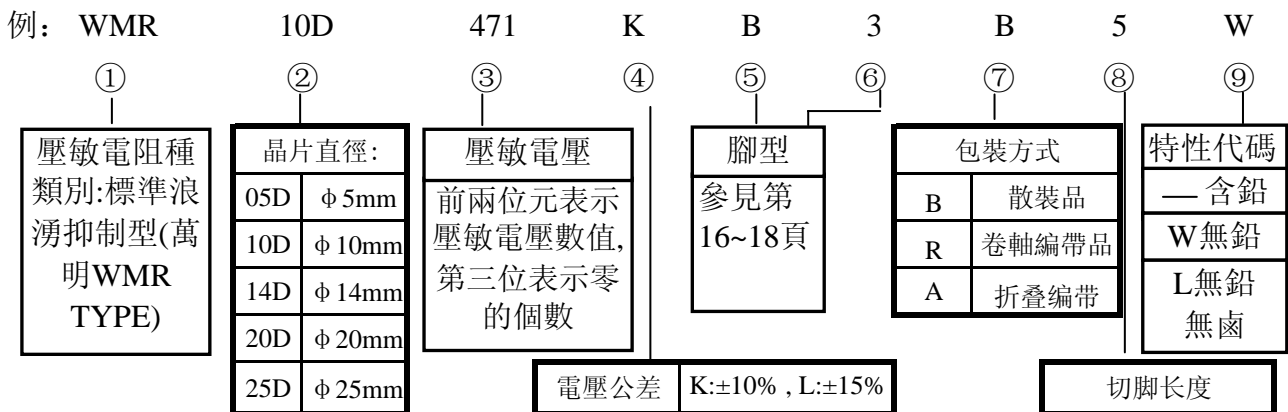 例： WMR 10D 471 K B 3 B 5 W
① ② ③ ④ ⑤ ⑥ ⑦ ⑧ ⑨
壓敏電阻種
類別:標準浪
湧抑制型(萬
明WMR
TYPE)
晶片直徑:
05D φ5mm
10D φ10mm
14D φ14mm
20D φ20mm
25D φ25mm
壓敏電壓
前兩位元表示
壓敏電壓數值,
第三位表示零
的個數
電壓公差 K:±10% , L:±15%
腳型
參見第
16~18頁
包裝方式
B 散裝品
R 卷軸編帶品
A 折叠编带
切脚长度
特性代碼
— 含鉛
W無鉛
L無鉛
無鹵